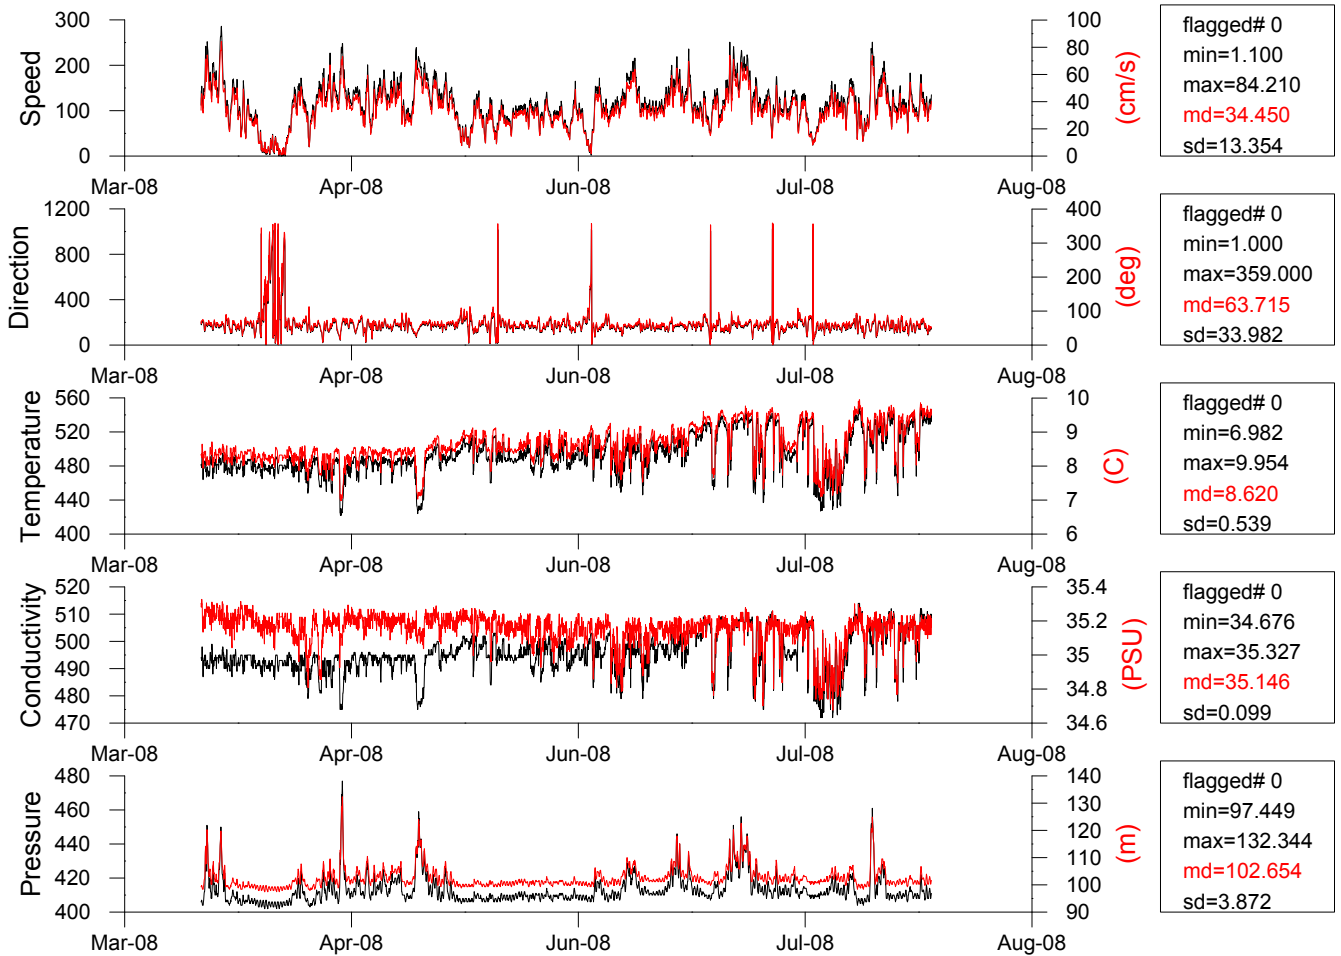 300
200
100
0
Speed
100
80
60
40
20
0
(cm/s)
Mar-08 Apr-08 Jun-08 Jul-08 Aug-08
flagged# 0
min=1.100
max=84.210
md=34.450
sd=13.354
1200
800
400
0
Direction
400
300
200
100
0
(deg)
Mar-08 Apr-08 Jun-08 Jul-08 Aug-08
flagged# 0
min=1.000
max=359.000
md=63.715
sd=33.982
560
520
480
440
400
Temperature
10
9
8
7
6
(C)
Mar-08 Apr-08 Jun-08 Jul-08 Aug-08
flagged# 0
min=6.982
max=9.954
md=8.620
sd=0.539
520
510
500
490
480
470
Conductivity
35.4
35.2
35
34.8
34.6
(PSU)
Mar-08 Apr-08 Jun-08 Jul-08 Aug-08
flagged# 0
min=34.676
max=35.327
md=35.146
sd=0.099
480
460
440
420
400
Pressure
140
130
120
110
100
90
(m)
Mar-08 Apr-08 Jun-08 Jul-08 Aug-08
flagged# 0
min=97.449
max=132.344
md=102.654
sd=3.872